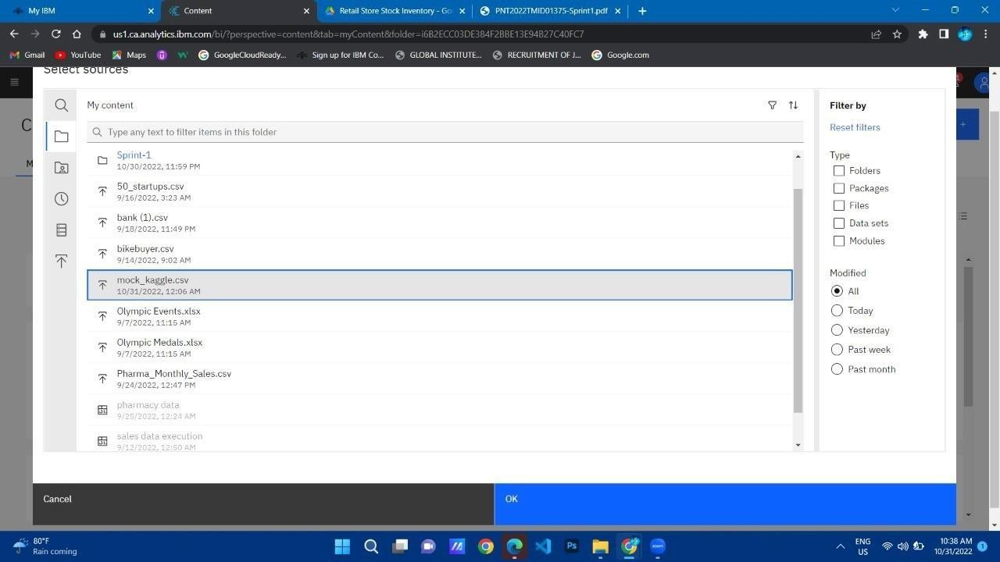 My IBM
Content
Retail Store Stock Inventory - Go
PNT2022TMID01375-Sprint1.pdf
us1.ca.analytics.ibm.com/bi/?perspective=content&tab=myContent&folder=i6B2ECC03DE384F2BBE13E94B27C40FC7
Gmail
YouTube
Maps
GoogleCloudReady...
Sign up for IBM Co...
GLOBAL INSTITUTE...
RECRUITMENT OF J...
Google.com
Select sources
My content
Type any text to filter items in this folder
Sprint-1
10/30/2022, 11:59 PM
50_startups.csv
9/16/2022, 3:23 AM
bank (1).csv
9/18/2022, 11:49 PM
bikebuyer.csv
9/14/2022, 9:02 AM
mock_kaggle.csv
10/31/2022, 12:06 AM
Olympic Events.xlsx
9/7/2022, 11:15 AM
Olympic Medals.xlsx
9/7/2022, 11:15 AM
Pharma_Monthly_Sales.csv
9/24/2022, 12:47 PM
pharmacy data
9/25/2022, 12:24 AM
sales data execution
9/12/2022, 12:50 AM
Filter by
Reset filters
Type
Folders
Packages
Files
Data sets
Modules
Modified
All
Today
Yesterday
Past week
Past month
Cancel
OK
80°F
Rain coming
Ps
zoom
ENG
US
10:38 AM
10/31/2022
1